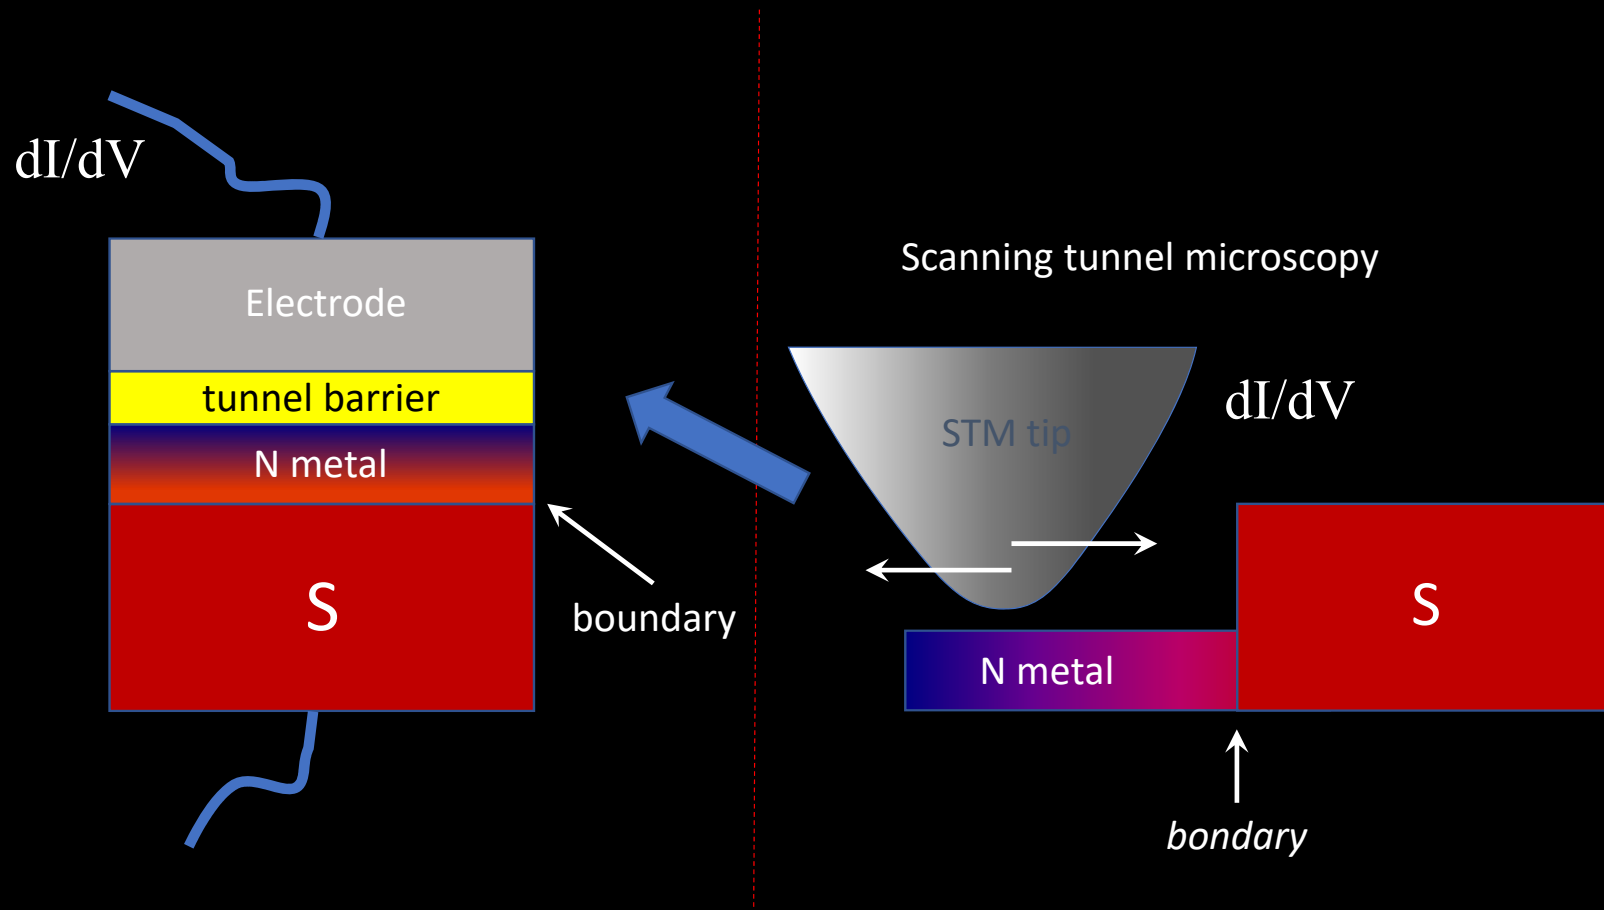 dI/dV
Electrode
tunnel barrier
N metal
S
boundary
Scanning tunnel microscopy
STM tip
dI/dV
S
N metal
bondary